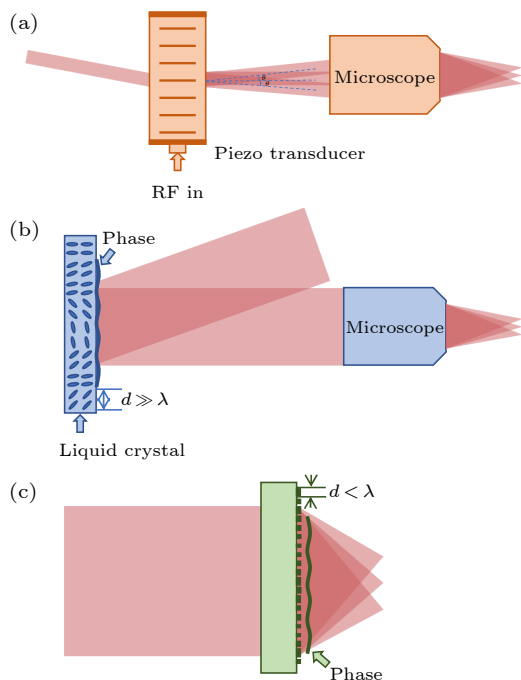 (a)
θ
θ
Microscope
Piezo transducer
RF in
(b)
Phase
Microscope
d ≫ λ
Liquid crystal
(c)
d < λ
Phase